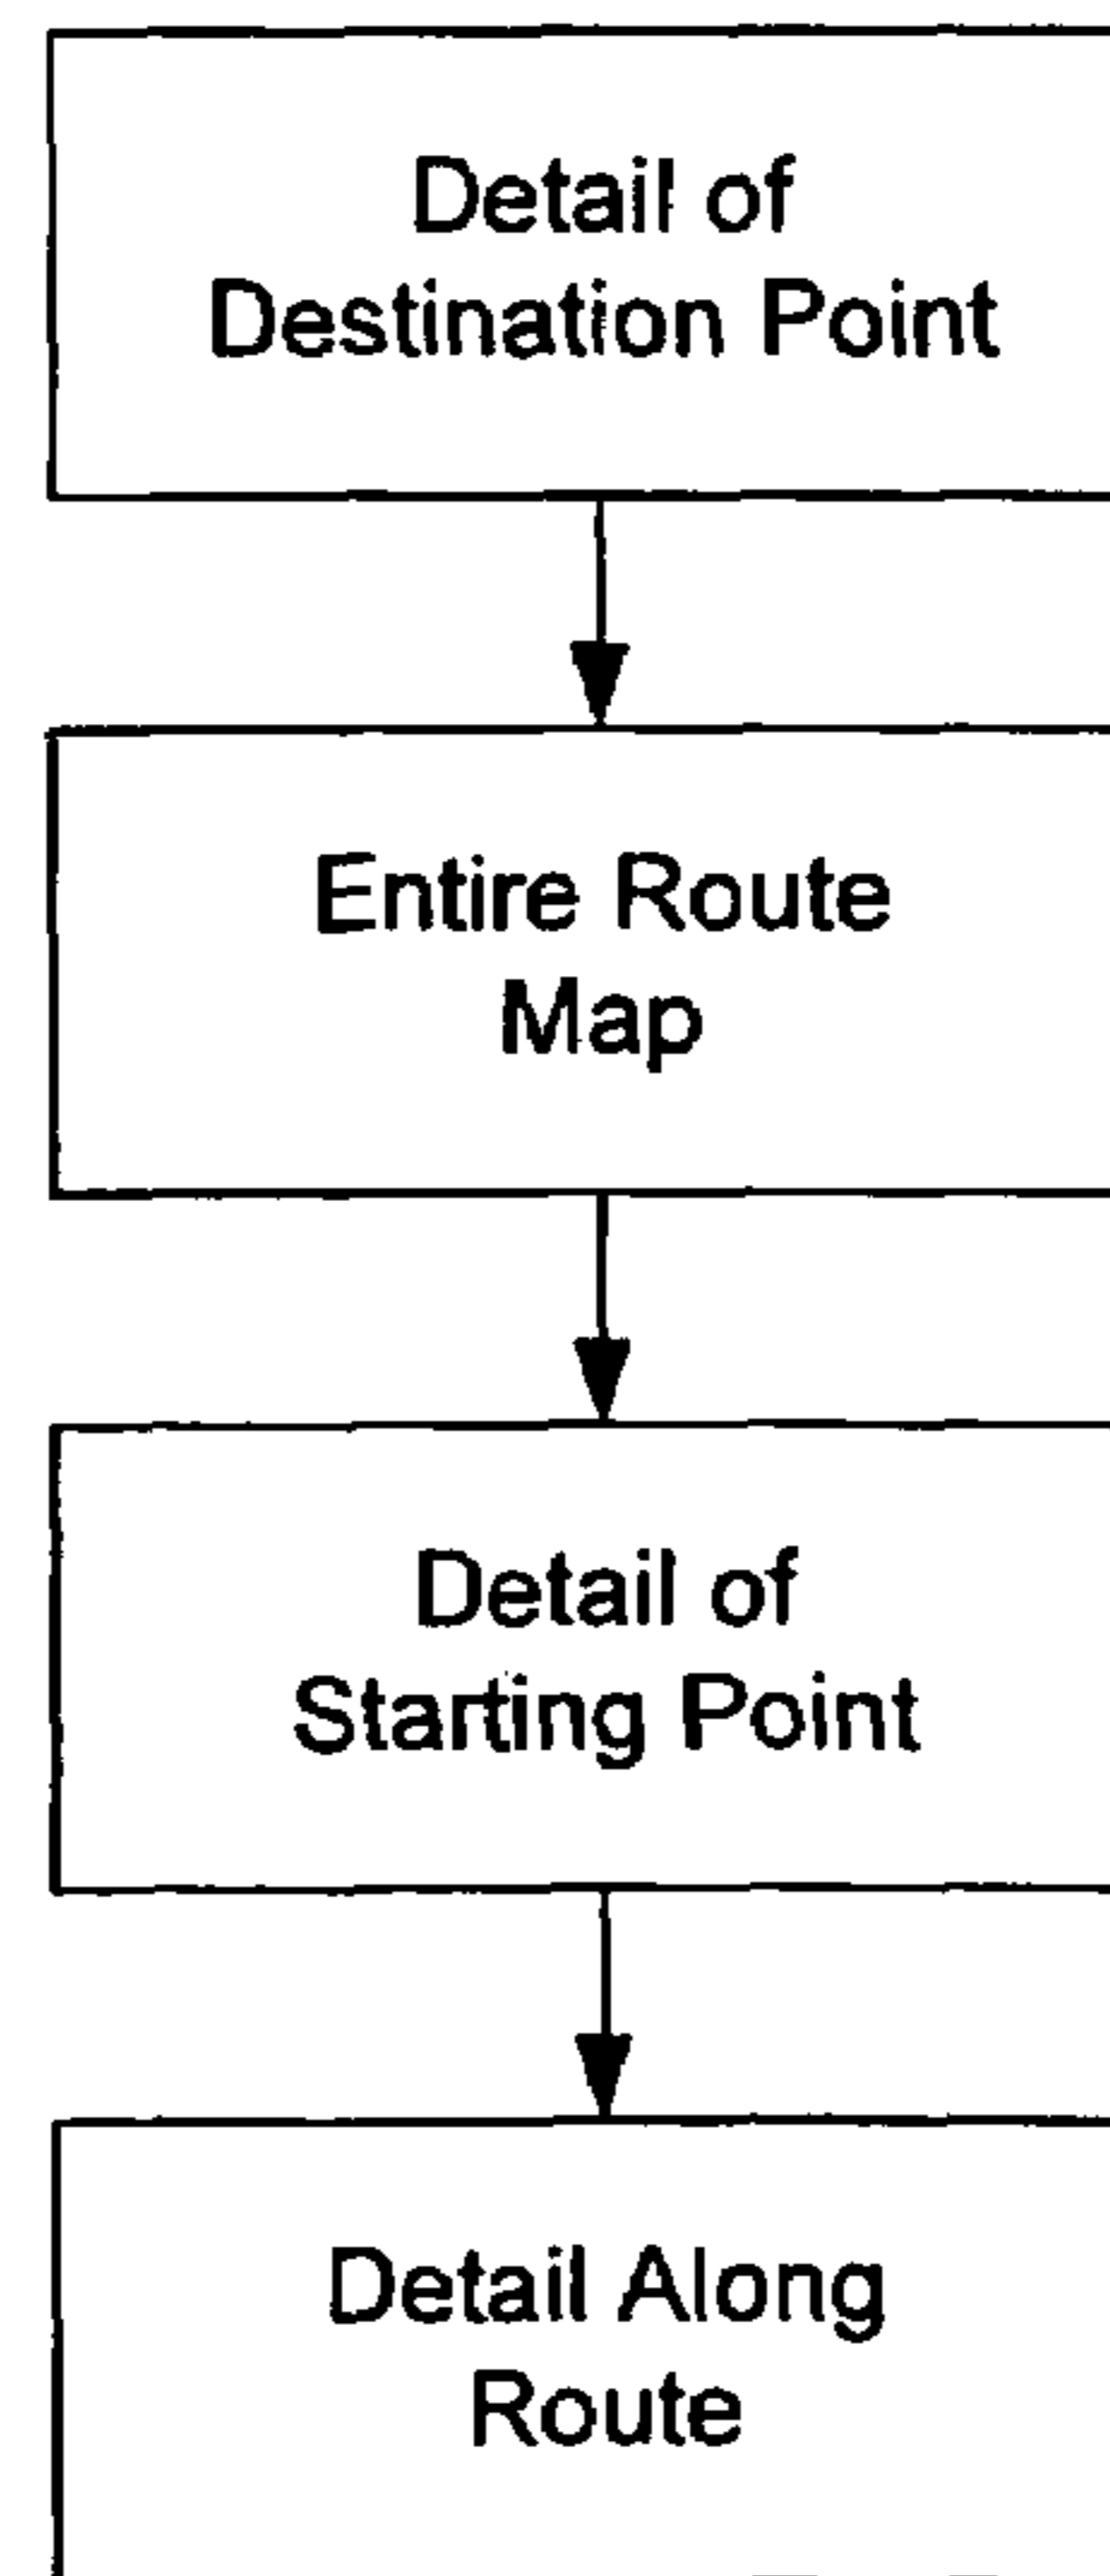 Detail of
Destination Point
Entire Route
Map
Detail of
Starting Point
Detail Along
Route